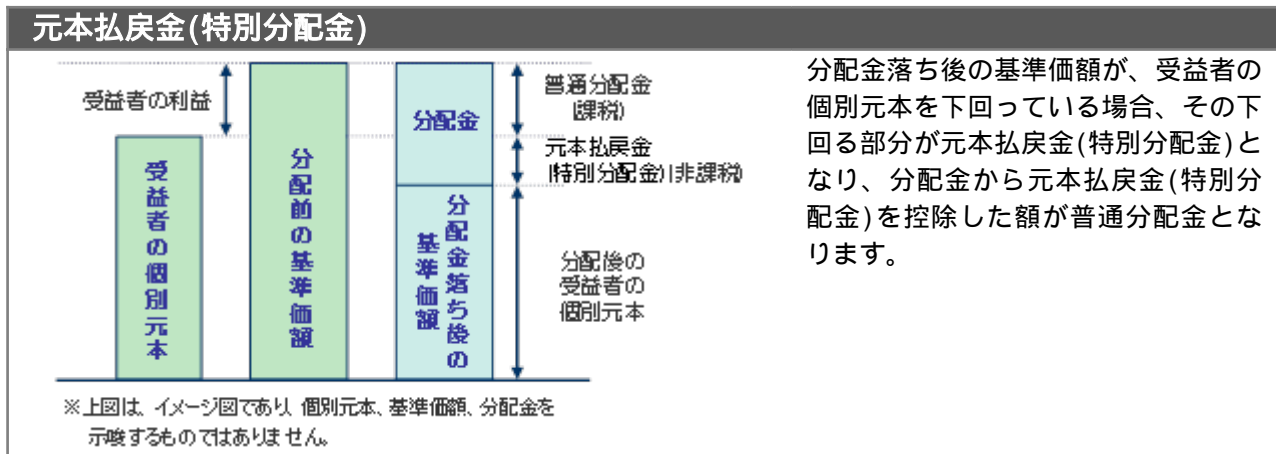 元本払戻金(特別分配金)
受益者の利益
受益者の個別元本
分配前の基準価額
分配金
分配金落ち後の
基準価額
普通分配金
(課税)
元本払戻金
(特別分配金)(非課税)
分配後の
受益者の
個別元本
※上図は、イメージ図であり、個別元本、基準価額、分配金を
示唆するものではありません。
分配金落ち後の基準価額が、受益者の
個別元本を下回っている場合、その下
回る部分が元本払戻金(特別分配金)と
なり、分配金から元本払戻金(特別分
配金)を控除した額が普通分配金とな
ります。